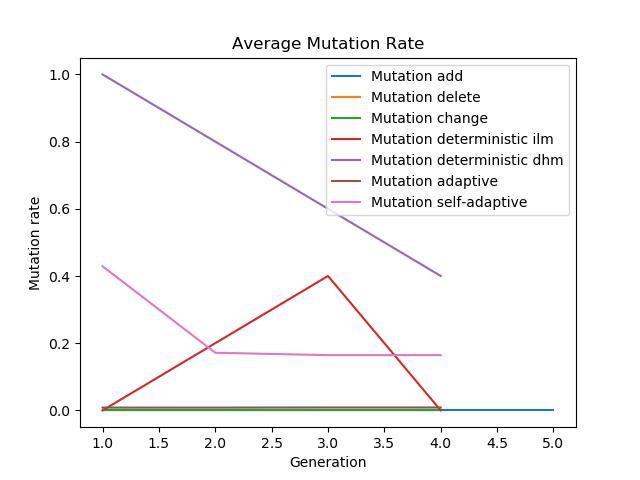 Average Mutation Rate
Mutation rate
1.0
0.8
0.6
0.4
0.2
0.0
Mutation add
Mutation delete
Mutation change
Mutation deterministic ilm
Mutation deterministic dhm
Mutation adaptive
Mutation self-adaptive
1.0 1.5 2.0 2.5 3.0 3.5 4.0 4.5 5.0
Generation